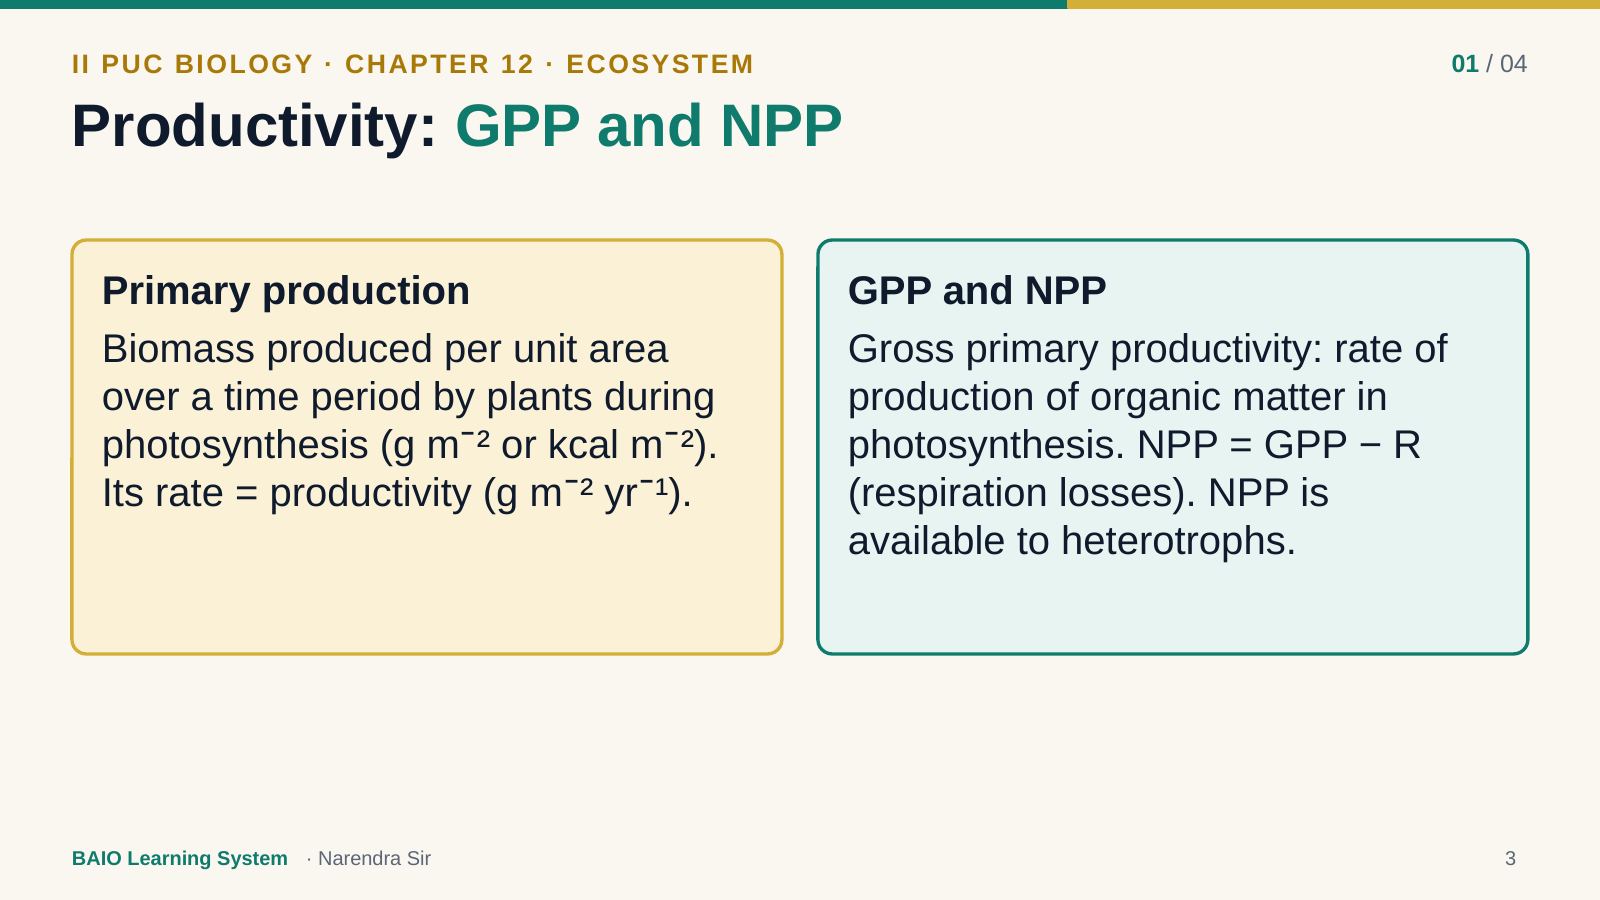 II PUC BIOLOGY · CHAPTER 12 · ECOSYSTEM
01 / 04
Productivity: GPP and NPP
Primary production
Biomass produced per unit area
over a time period by plants during
photosynthesis (g m⁻² or kcal m⁻²).
Its rate = productivity (g m⁻² yr⁻¹).
GPP and NPP
Gross primary productivity: rate of
production of organic matter in
photosynthesis. NPP = GPP − R
(respiration losses). NPP is
available to heterotrophs.
BAIO Learning System · Narendra Sir
3